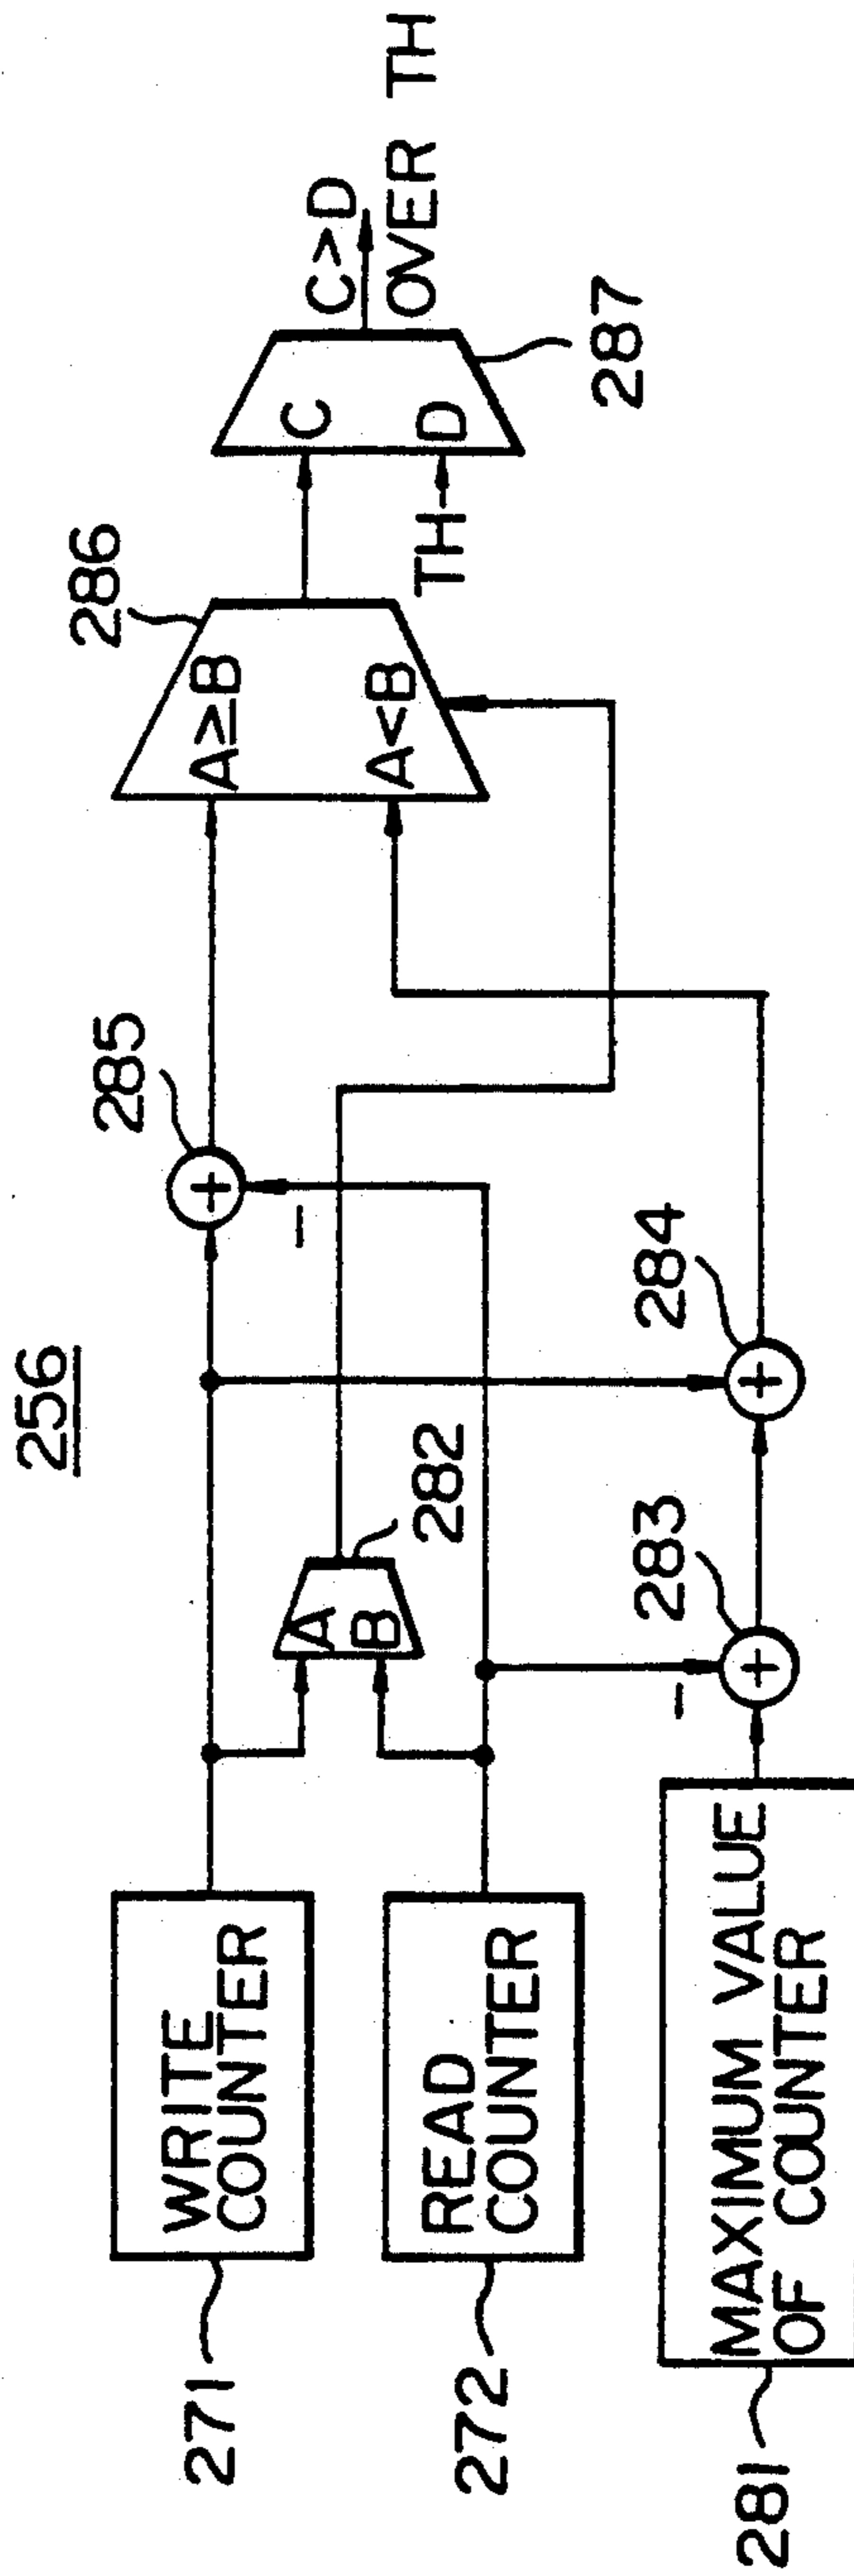 256
271
WRITE
COUNTER
272
READ
COUNTER
281
MAXIMUM VALUE
OF COUNTER
A
B
282
283
+
-
284
+
285
+
-
286
A≥B
A<B
TH
C
D
287
C>D
OVER TH